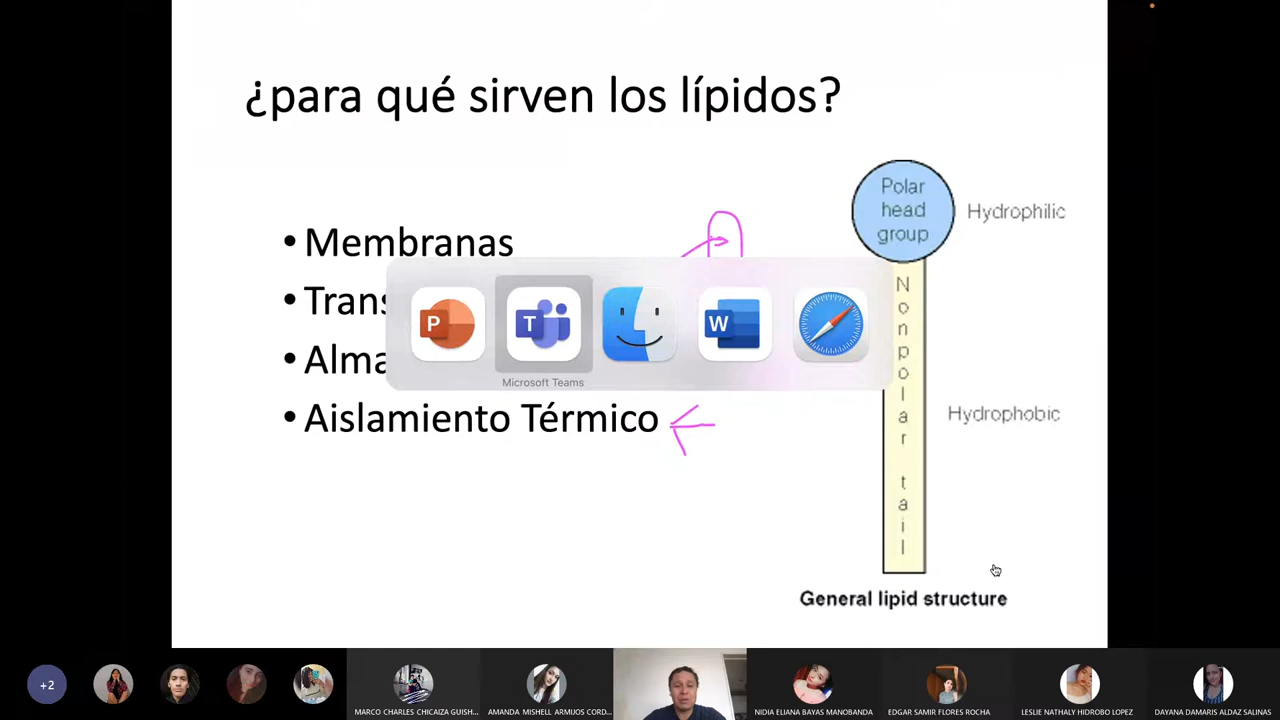 ¿para qué sirven los lípidos?
• Membranas
• Trans
• Alma
• Aislamiento Térmico
Polar
head
group
Hydrophilic
Nonpolar tail
Hydrophobic
General lipid structure
P
T
W
Microsoft Teams
+2
MARCO CHARLES CHICAIZA GUISH...
AMANDA MISHELL ARMIJOS CORD...
NIDIA ELIANA BAYAS MANOBANDA
EDGAR SAMIR FLORES ROCHA
LESLIE NATHALY HIDROBO LOPEZ
DAYANA DAMARIS ALDAZ SALINAS